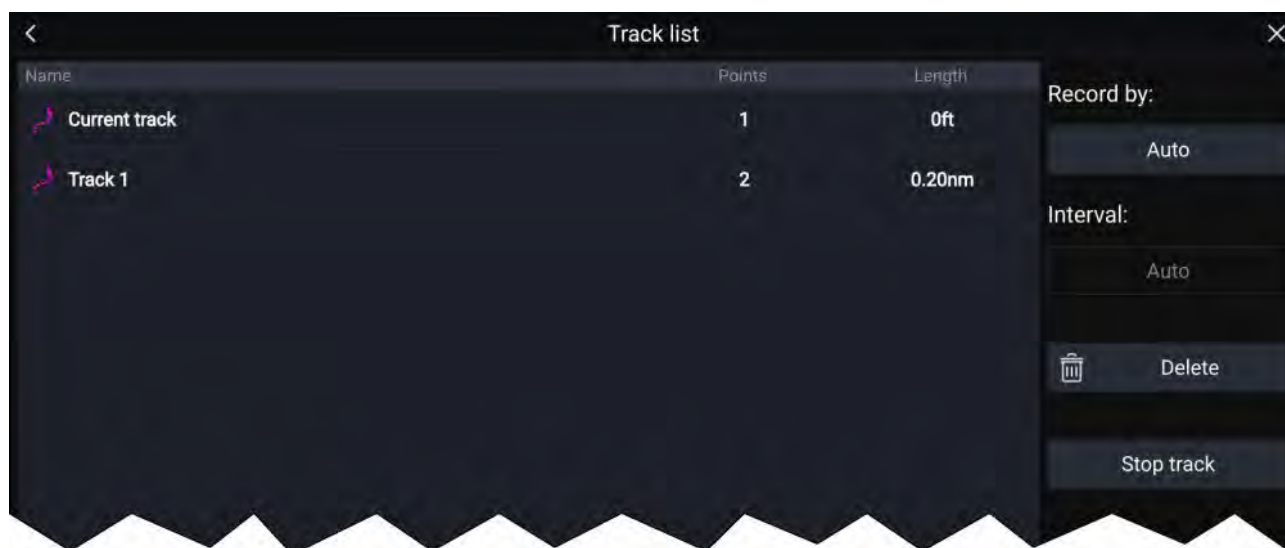 Track list
Name Points Length
Current track 1 0ft
Track 1 2 0.20nm
Record by:
Auto
Interval:
Auto
Delete
Stop track